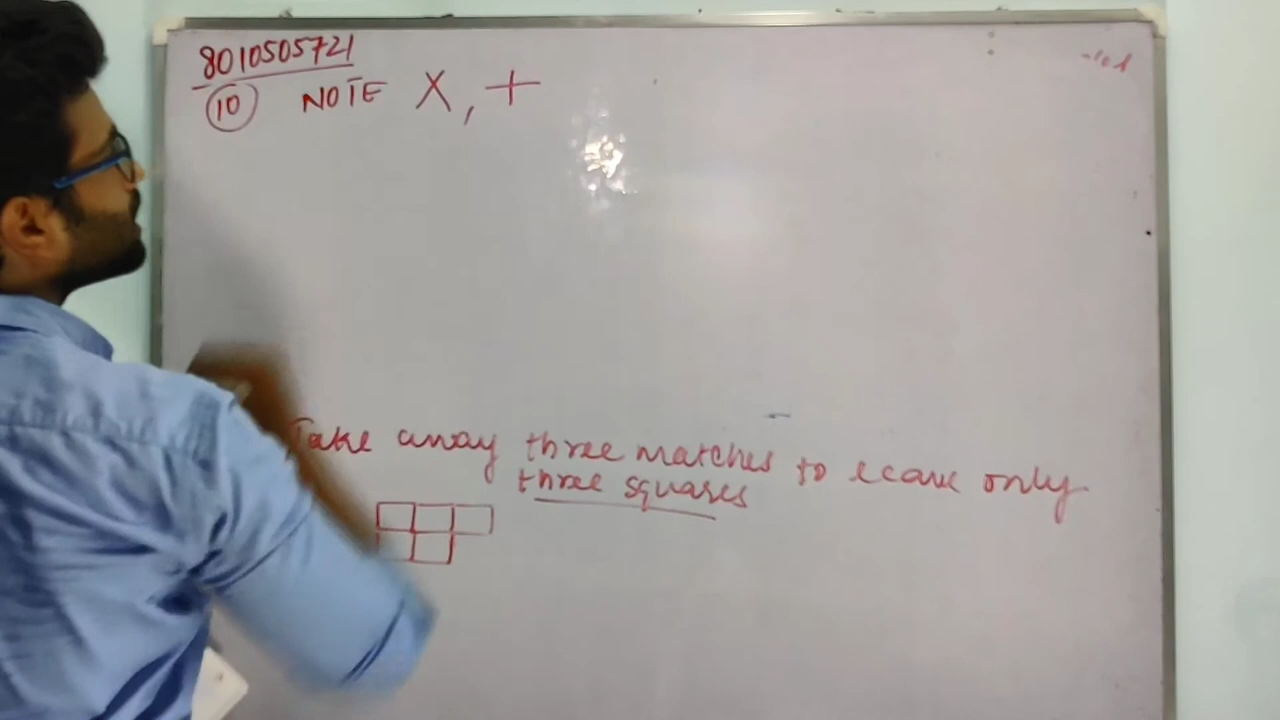 8010505721
10 NOTE X, +
Take away three matches to leave only
three squares